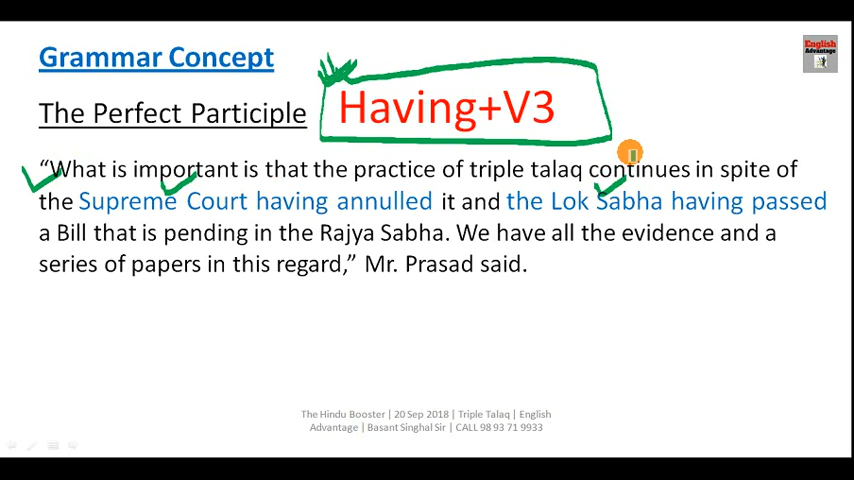 English
Advantage
Grammar Concept
The Perfect Participle
Having+V3
“What is important is that the practice of triple talaq continues in spite of
the Supreme Court having annulled it and the Lok Sabha having passed
a Bill that is pending in the Rajya Sabha. We have all the evidence and a
series of papers in this regard,” Mr. Prasad said.
The Hindu Booster | 20 Sep 2018 | Triple Talaq | English
Advantage | Basant Singhal Sir | CALL 98 93 71 9933